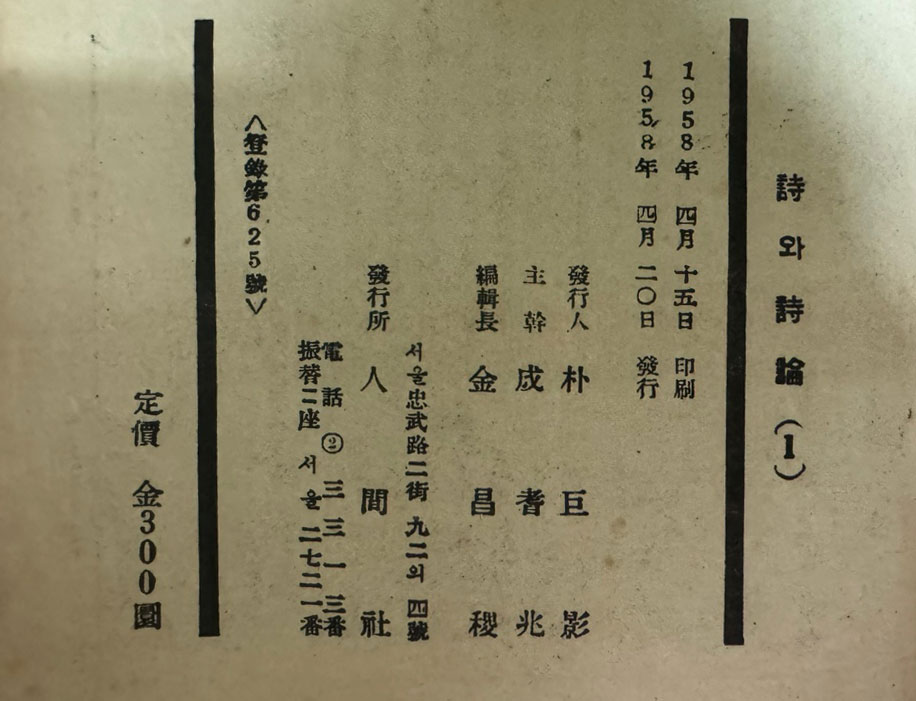 詩와 詩論 (1)
1958年 四月 十五日 印刷
1958年 四月 二〇日 發行
發行人 朴巨影
主幹 成耆兆
編輯長 金昌稷
서울忠武路二街 九二의 四號
發行所 人間社
電話 ② 三三一三番
振替口座 서울 二七二一番
<登錄第625號>
定價 金300圜